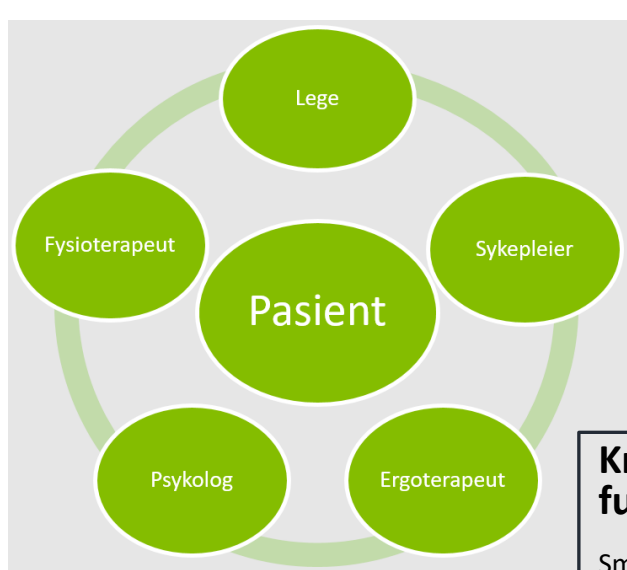 Lege
Fysioterapeut
Sykepleier
Pasient
Psykolog
Ergoterapeut